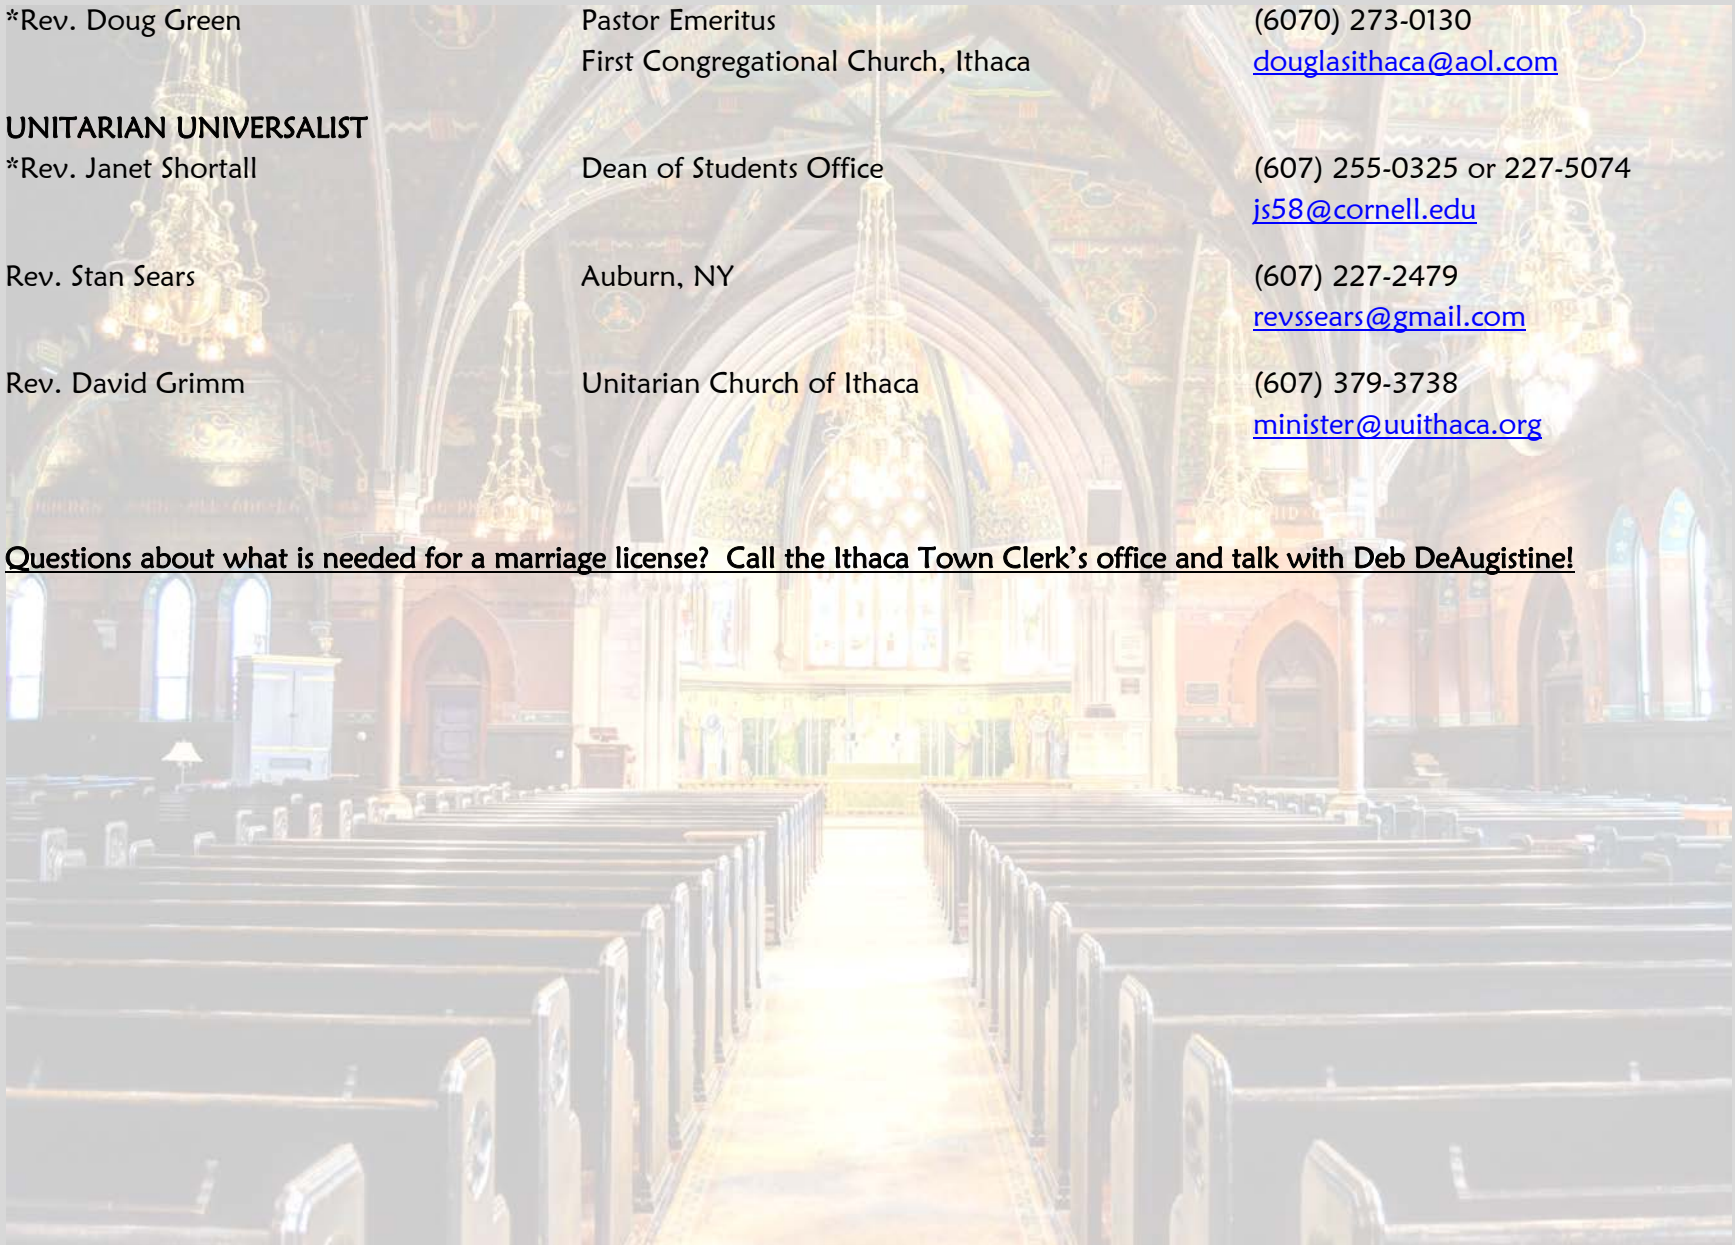 *Rev. Doug Green Pastor Emeritus (6070) 273-0130
First Congregational Church, Ithaca douglasithaca@aol.com
UNITARIAN UNIVERSALIST
*Rev. Janet Shortall Dean of Students Office (607) 255-0325 or 227-5074
js58@cornell.edu
Rev. Stan Sears Auburn, NY (607) 227-2479
revssears@gmail.com
Rev. David Grimm Unitarian Church of Ithaca (607) 379-3738
minister@uuithaca.org
Questions about what is needed for a marriage license? Call the Ithaca Town Clerk’s office and talk with Deb DeAugistine!